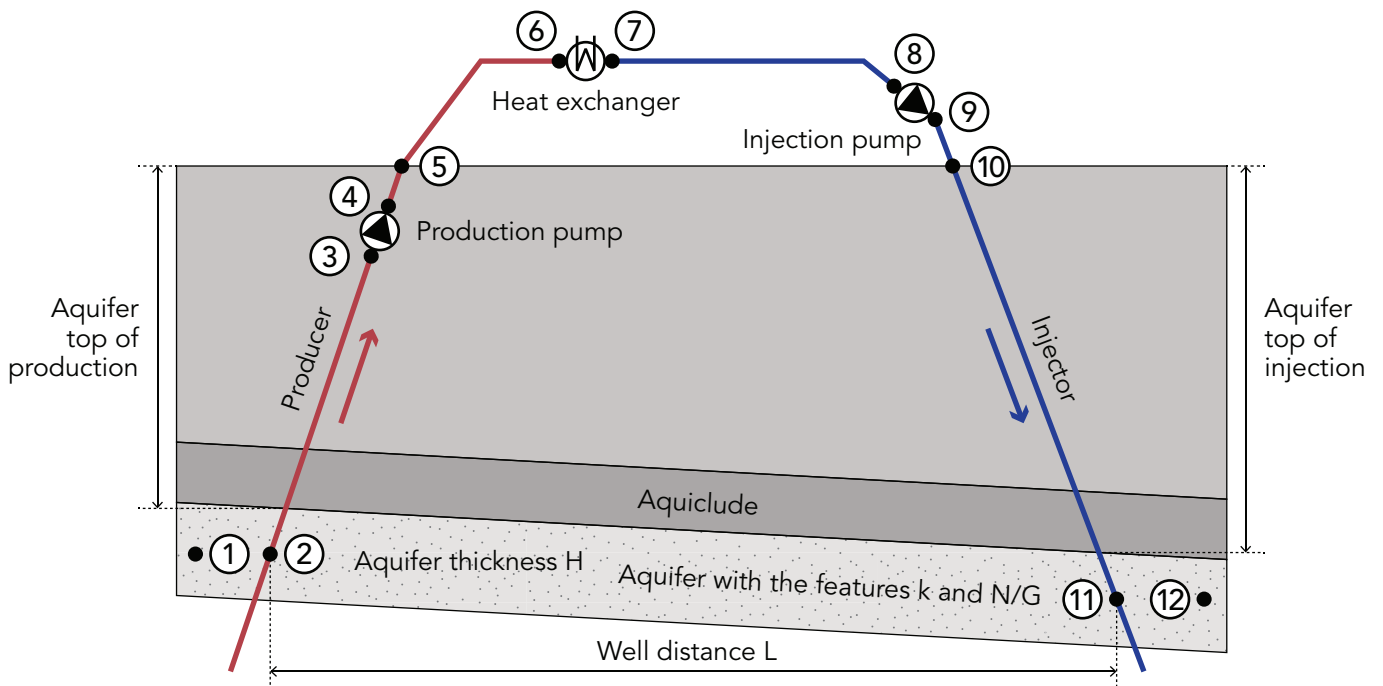 6
7
8
Heat exchanger
9
Injection pump
5
10
4
Production pump
3
Aquifer
top of
production
Producer
Injector
Aquifer
top of
injection
Aquiclude
1
2
Aquifer thickness H
Aquifer with the features k and N/G
11
12
Well distance L